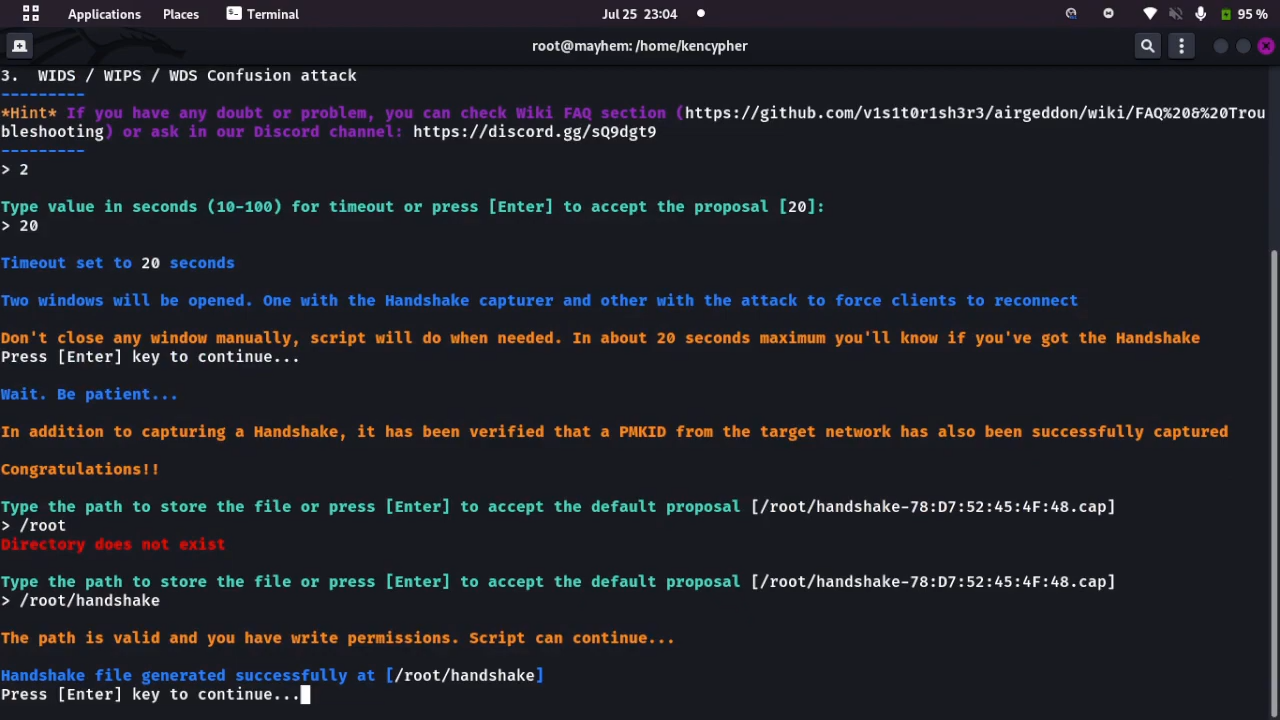 Applications Places Terminal Jul 25 23:04 95 %
root@mayhem: /home/kencypher
3. WIDS / WIPS / WDS Confusion attack
---------
*Hint* If you have any doubt or problem, you can check Wiki FAQ section (https://github.com/v1s1t0r1sh3r3/airgeddon/wiki/FAQ%20&%20Trou
bleshooting) or ask in our Discord channel: https://discord.gg/sQ9dgt9
---------
> 2
Type value in seconds (10-100) for timeout or press [Enter] to accept the proposal [20]:
> 20
Timeout set to 20 seconds
Two windows will be opened. One with the Handshake capturer and other with the attack to force clients to reconnect
Don't close any window manually, script will do when needed. In about 20 seconds maximum you'll know if you've got the Handshake
Press [Enter] key to continue...
Wait. Be patient...
In addition to capturing a Handshake, it has been verified that a PMKID from the target network has also been successfully captured
Congratulations!!
Type the path to store the file or press [Enter] to accept the default proposal [/root/handshake-78:D7:52:45:4F:48.cap]
> /root
Directory does not exist
Type the path to store the file or press [Enter] to accept the default proposal [/root/handshake-78:D7:52:45:4F:48.cap]
> /root/handshake
The path is valid and you have write permissions. Script can continue...
Handshake file generated successfully at [/root/handshake]
Press [Enter] key to continue...